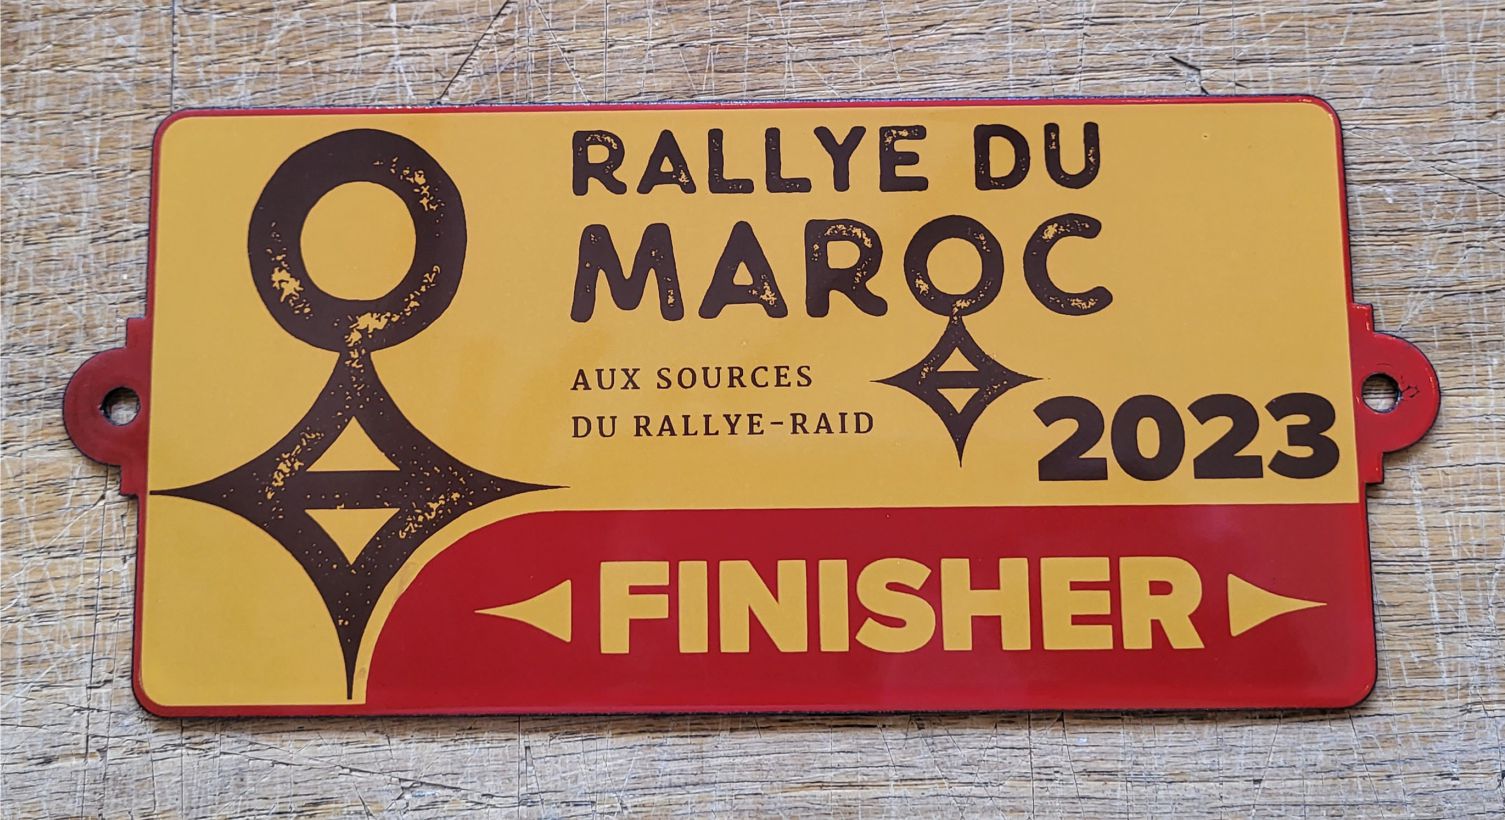 RALLYE DU
MAROC
AUX SOURCES
DU RALLYE-RAID
2023
FINISHER